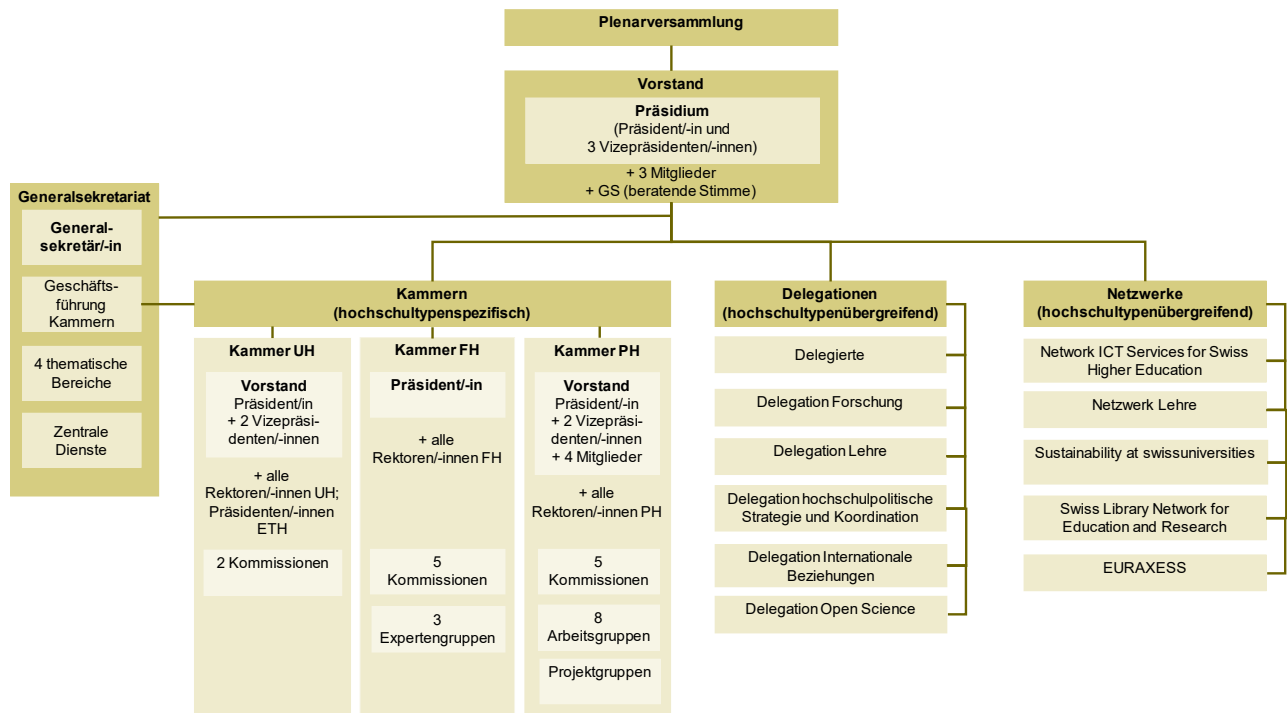 Plenarversammlung
Vorstand
Präsidium
(Präsident/-in und
3 Vizepräsidenten/-innen)
+ 3 Mitglieder
+ GS (beratende Stimme)
Generalsekretariat
General-
sekretär/-in
Geschäfts-
führung
Kammern
4 thematische
Bereiche
Zentrale
Dienste
Kammern
(hochschultypenspezifisch)
Kammer UH
Vorstand
Präsident/in
+ 2 Vizepräsi-
denten/-innen
+ alle
Rektoren/-innen UH;
Präsidenten/-innen
ETH
2 Kommissionen
Kammer FH
Präsident/-in
+ alle
Rektoren/-innen FH
5
Kommissionen
3
Expertengruppen
Kammer PH
Vorstand
Präsident/-in
+ 2 Vizepräsi-
denten/-innen
+ 4 Mitglieder
+ alle
Rektoren/-innen PH
5
Kommissionen
8
Arbeitsgruppen
Projektgruppen
Delegationen
(hochschultypenübergreifend)
Delegierte
Delegation Forschung
Delegation Lehre
Delegation hochschulpolitische
Strategie und Koordination
Delegation Internationale
Beziehungen
Delegation Open Science
Netzwerke
(hochschultypenübergreifend)
Network ICT Services for Swiss
Higher Education
Netzwerk Lehre
Sustainability at swissuniversities
Swiss Library Network for
Education and Research
EURAXESS